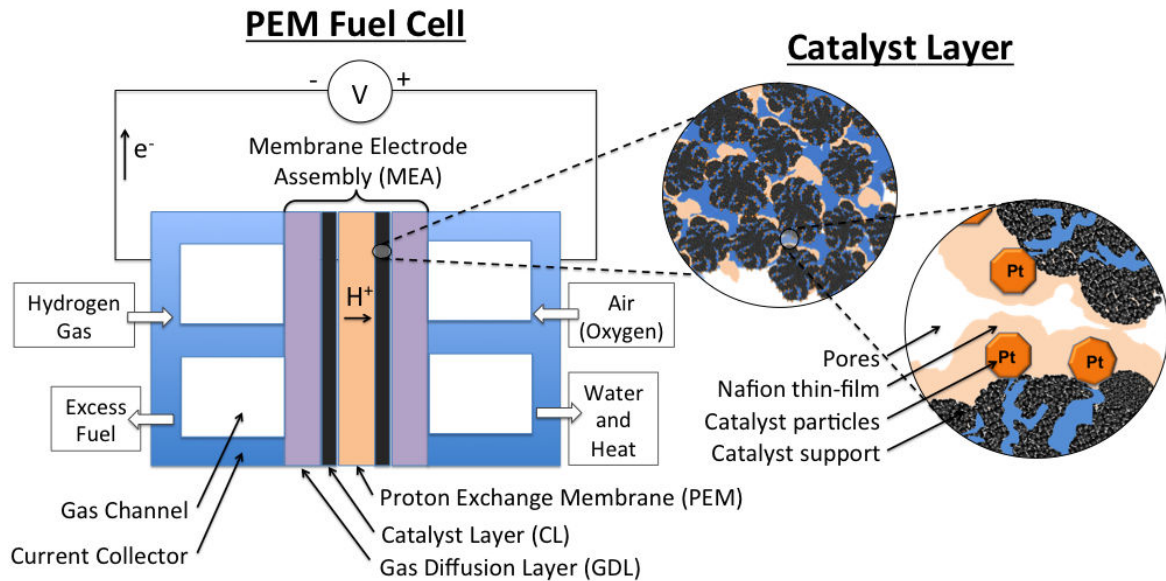 PEM Fuel Cell
Catalyst Layer
- V +
e-
Membrane Electrode
Assembly (MEA)
H+
Hydrogen
Gas
Air
(Oxygen)
Excess
Fuel
Water
and
Heat
Gas Channel
Current Collector
Proton Exchange Membrane (PEM)
Catalyst Layer (CL)
Gas Diffusion Layer (GDL)
Pt
Pt
Pt
Pores
Nafion thin-film
Catalyst particles
Catalyst support